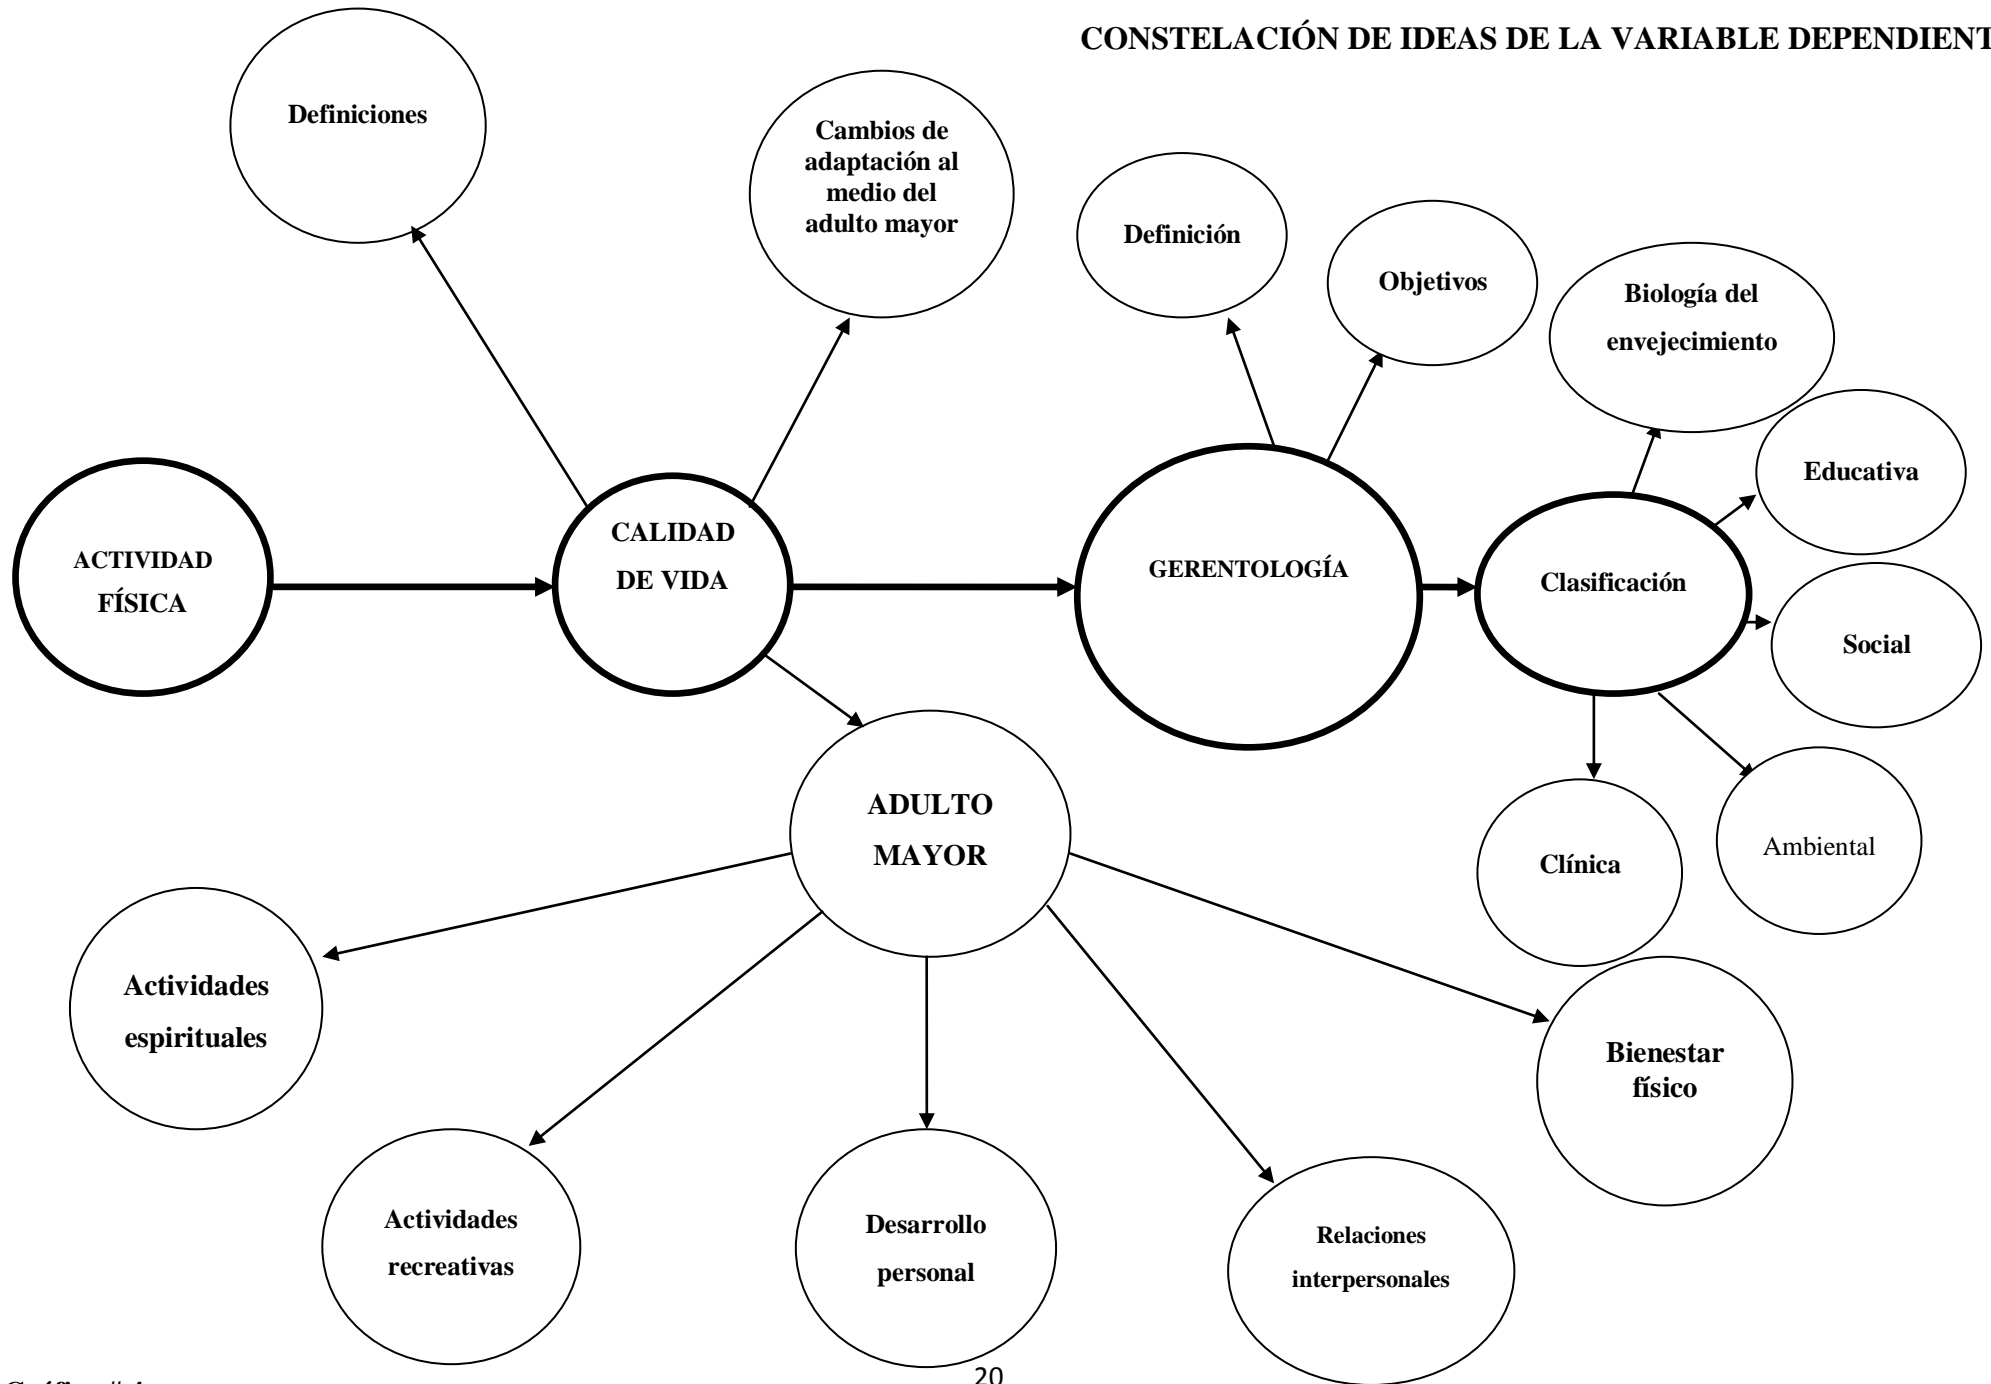 CONSTELACIÓN DE IDEAS DE LA VARIABLE DEPENDIENT
Definiciones
Cambios de
adaptación al
medio del
adulto mayor
Definición
Objetivos
Biología del
envejecimiento
Educativa
ACTIVIDAD
FÍSICA
CALIDAD
DE VIDA
GERENTOLOGÍA
Clasificación
Social
ADULTO
MAYOR
Clínica
Ambiental
Actividades
espirituales
Bienestar
físico
Actividades
recreativas
Desarrollo
personal
Relaciones
interpersonales
20